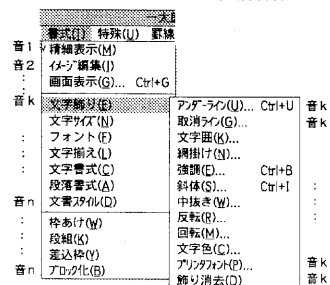 一太郎
書式(T) 特殊(U) 罫線
音1 精細表示(M)
音2 イメージ編集(I)
： 画面表示(G)... Ctrl+G
音k 文字飾り(E)
文字サイズ(N)
： フォント(F)
文字揃え(L)
： 文字書式(C)
段落書式(A)
音n 文書スタイル(D)
： 枠あけ(W)
段組(K)
： 差込枠(Y)
音n ブロック化(B)
アンダーライン(U)... Ctrl+U 音k
取消ライン(G)... 音k
文字囲(K)...
網掛け(N)...
強調(F)... Ctrl+B
斜体(S)... Ctrl+I ：
中抜き(W)...
反転(R)... ：
回転(M)...
文字色(C)...
プリンタフォント(P)... 音k
飾り消去(D) 音k